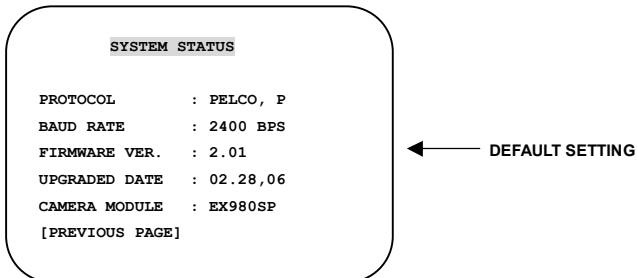 SYSTEM STATUS
PROTOCOL : PELCO, P
BAUD RATE : 2400 BPS
FIRMWARE VER. : 2.01
UPGRADED DATE : 02.28,06
CAMERA MODULE : EX980SP
[PREVIOUS PAGE]
DEFAULT SETTING